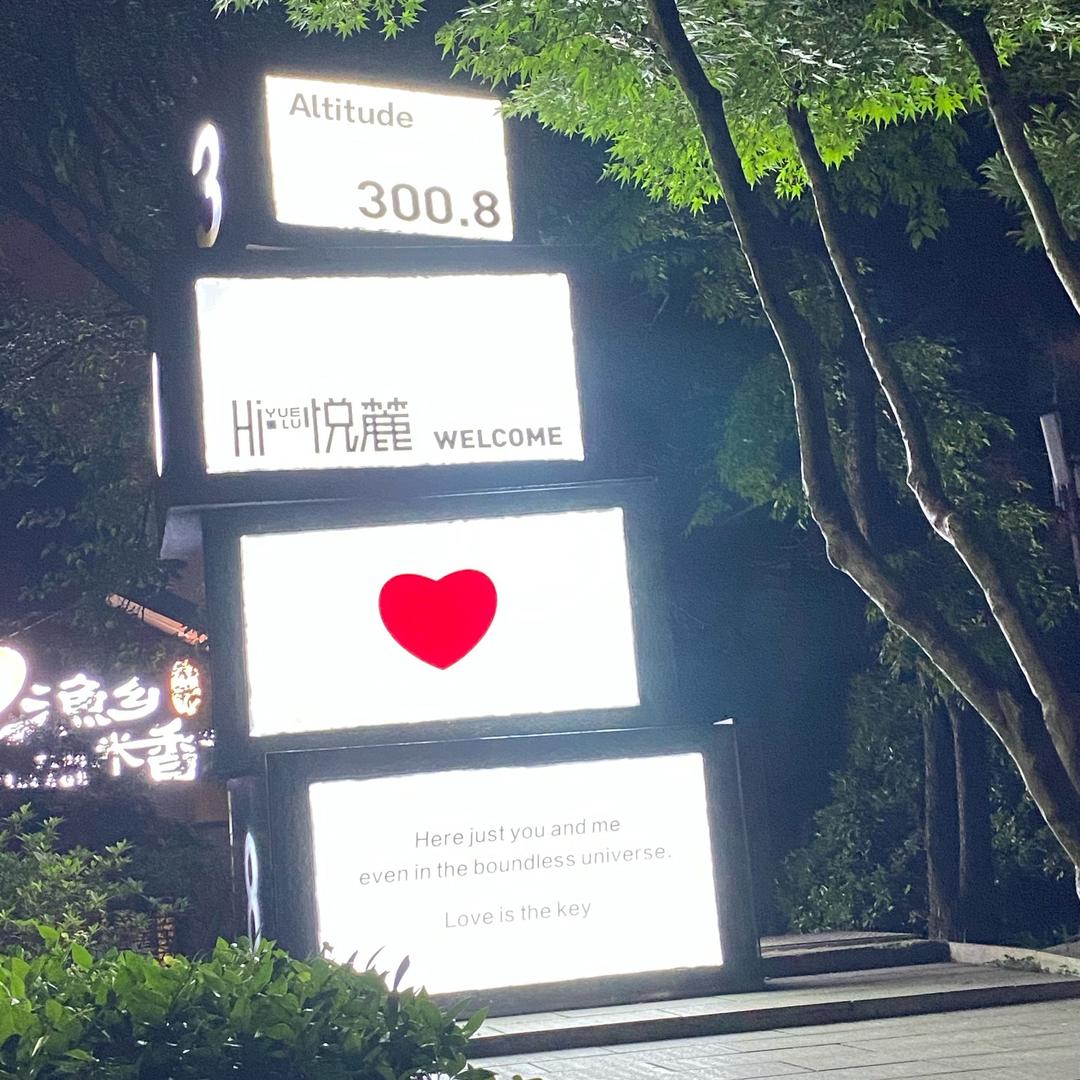 Altitude
3
300.8
Hi YUE LU 悦麓 WELCOME
Here just you and me
even in the boundless universe.
Love is the key
8
渔乡
米香